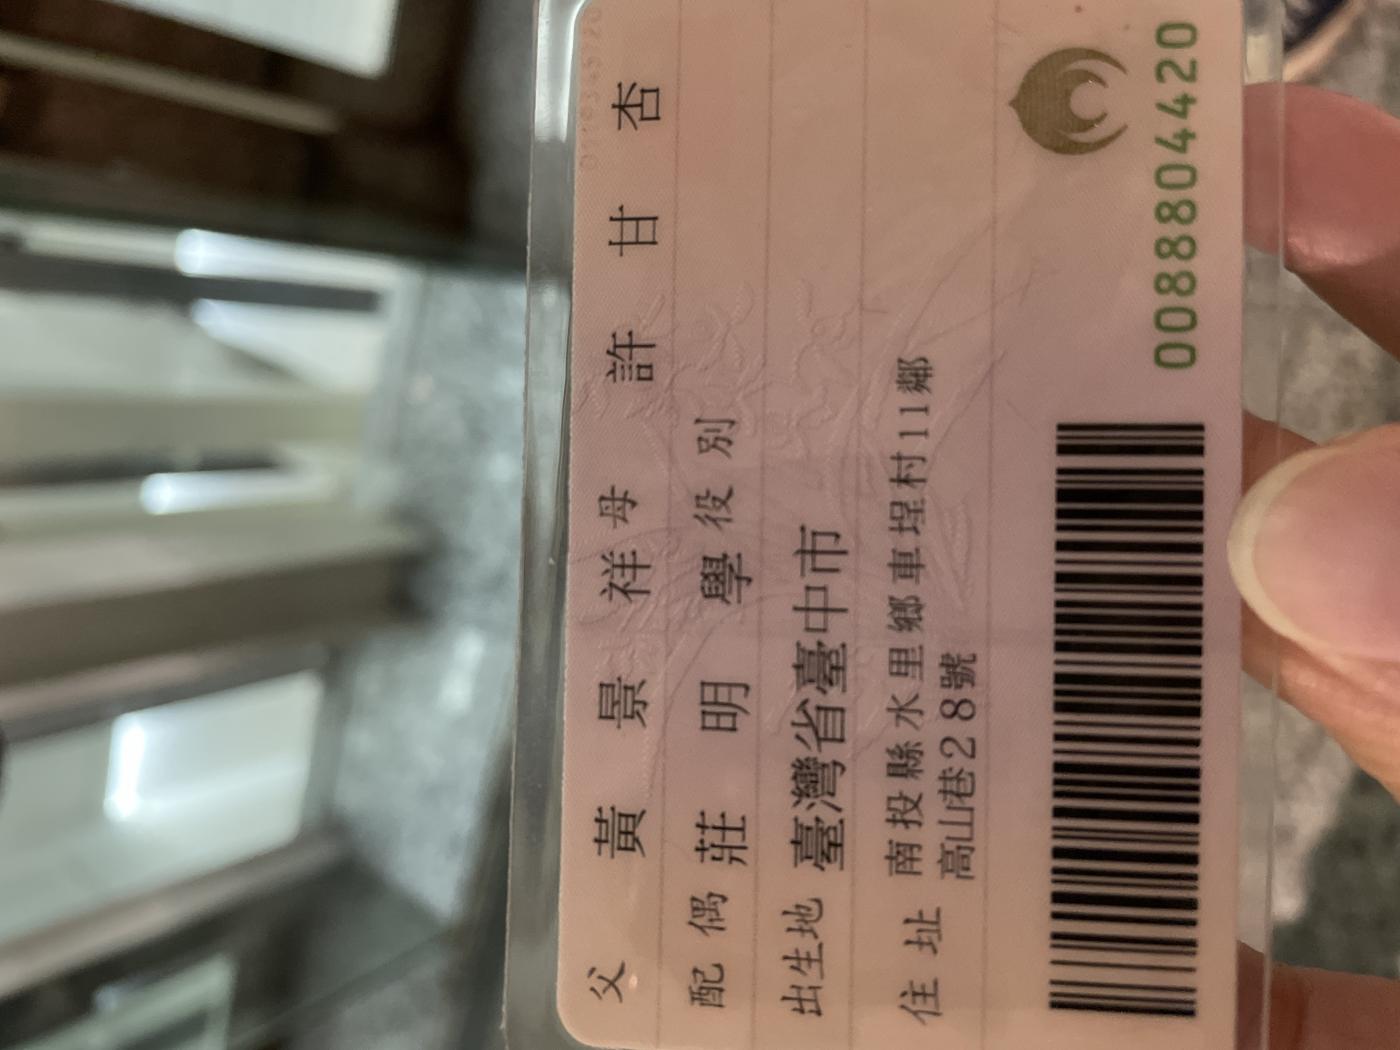 父 黃景祥 母 許甘杏
配偶 莊明學 役別
出生地 臺灣省臺中市
住址 南投縣水里鄉車埕村11鄰
高山巷28號
0088804420